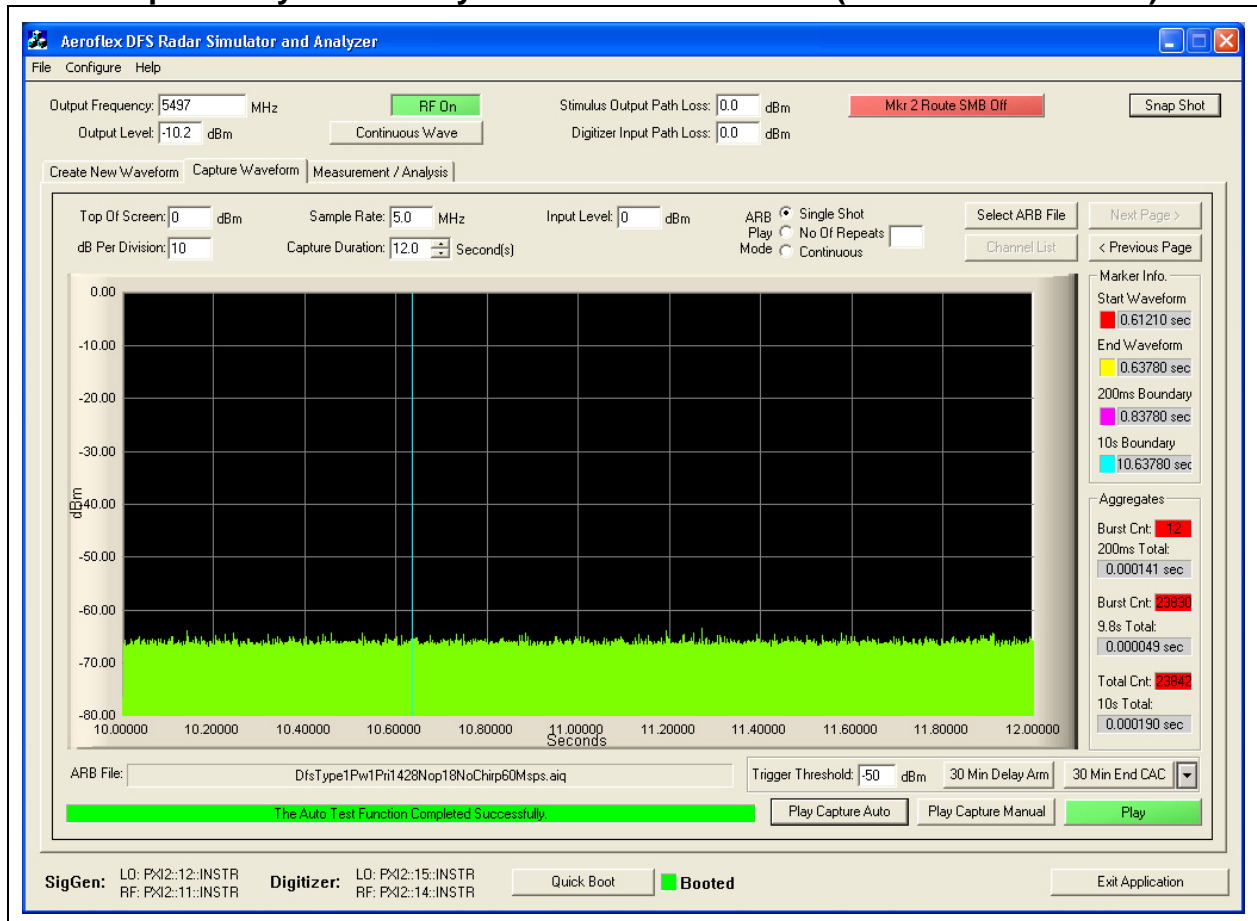 Aeroflex DFS Radar Simulator and Analyzer
File Configure Help
Output Frequency: 5497 MHz
RF On
Stimulus Output Path Loss: 0.0 dBm
Mkr 2 Route SMB Off
Snap Shot
Output Level: -10.2 dBm
Continuous Wave
Digitizer Input Path Loss: 0.0 dBm
Create New Waveform
Capture Waveform
Measurement / Analysis
Top Of Screen: 0 dBm
Sample Rate: 5.0 MHz
Input Level: 0 dBm
ARB Play Mode
Single Shot
No Of Repeats
Continuous
Select ARB File
Next Page >
dB Per Division: 10
Capture Duration: 12.0 Second(s)
Channel List
< Previous Page
0.00
-10.00
-20.00
-30.00
-40.00
-50.00
-60.00
-70.00
-80.00
dBm
10.00000 10.20000 10.40000 10.60000 10.80000 11.00000 11.20000 11.40000 11.60000 11.80000 12.00000
Seconds
Marker Info.
Start Waveform
0.61210 sec
End Waveform
0.63780 sec
200ms Boundary
0.83780 sec
10s Boundary
10.63780 sec
Aggregates
Burst Cnt: 12
200ms Total:
0.000141 sec
Burst Cnt: 23830
9.8s Total:
0.000049 sec
Total Cnt: 23842
10s Total:
0.000190 sec
ARB File: DfsType1Pw1Pri1428Nop18NoChirp60Msps.aiq
Trigger Threshold: -50 dBm
30 Min Delay Arm
30 Min End CAC
The Auto Test Function Completed Successfully.
Play Capture Auto
Play Capture Manual
Play
SigGen: LO: PXI2::12::INSTR
RF: PXI2::11::INSTR
Digitizer: LO: PXI2::15::INSTR
RF: PXI2::14::INSTR
Quick Boot
Booted
Exit Application